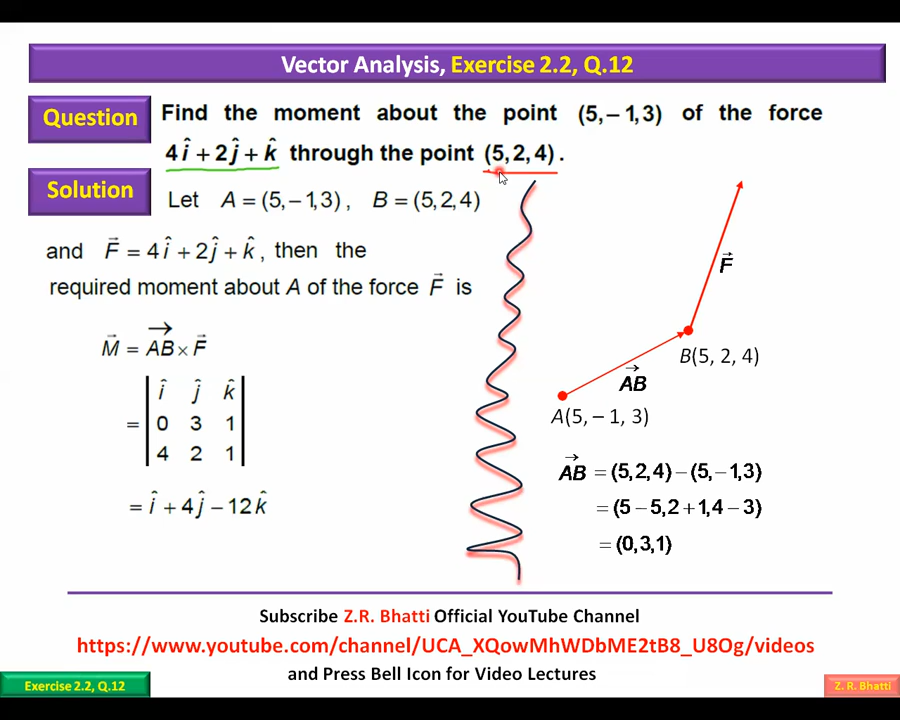 Vector Analysis, Exercise 2.2, Q.12
Question
Find the moment about the point (5,−1,3) of the force
4î + 2ĵ + k̂ through the point (5,2,4).
Solution
Let A = (5,−1,3), B = (5,2,4)
and F⃗ = 4î + 2ĵ + k̂, then the
required moment about A of the force F⃗ is
M⃗ = A⃗B⃗ × F⃗
= | î ĵ k̂ |
| 0 3 1 |
| 4 2 1 |
= î + 4ĵ − 12k̂
F⃗
B(5, 2, 4)
A⃗B⃗
A(5, −1, 3)
A⃗B⃗ = (5,2,4) − (5,−1,3)
= (5−5, 2+1, 4−3)
= (0,3,1)
Subscribe Z.R. Bhatti Official YouTube Channel
https://www.youtube.com/channel/UCA_XQowMhWDbME2tB8_U8Og/videos
and Press Bell Icon for Video Lectures
Exercise 2.2, Q.12
Z. R. Bhatti